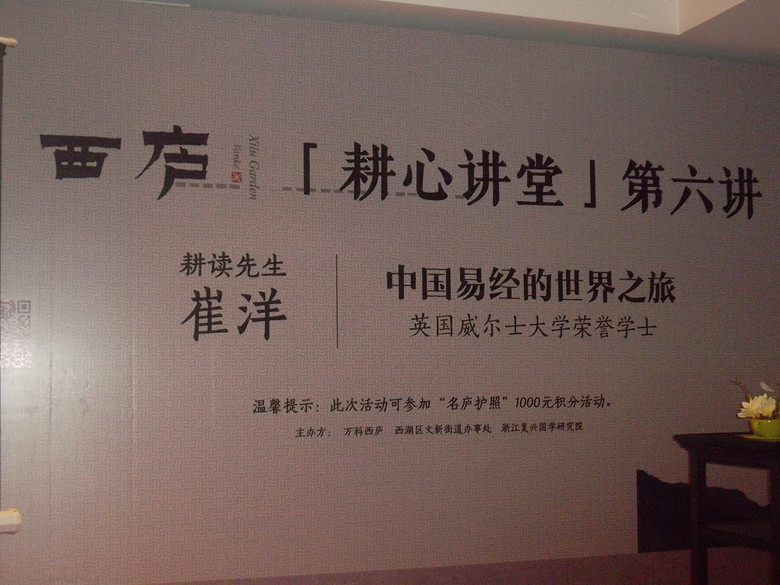 西庐
Xilu Garden
Vanke
「耕心讲堂」第六讲
耕读先生
崔洋
中国易经的世界之旅
英国威尔士大学荣誉学士
温馨提示：此次活动可参加“名庐护照”1000元积分活动。
主办方： 万科西庐 西湖区文新街道办事处 浙江复兴国学研究院